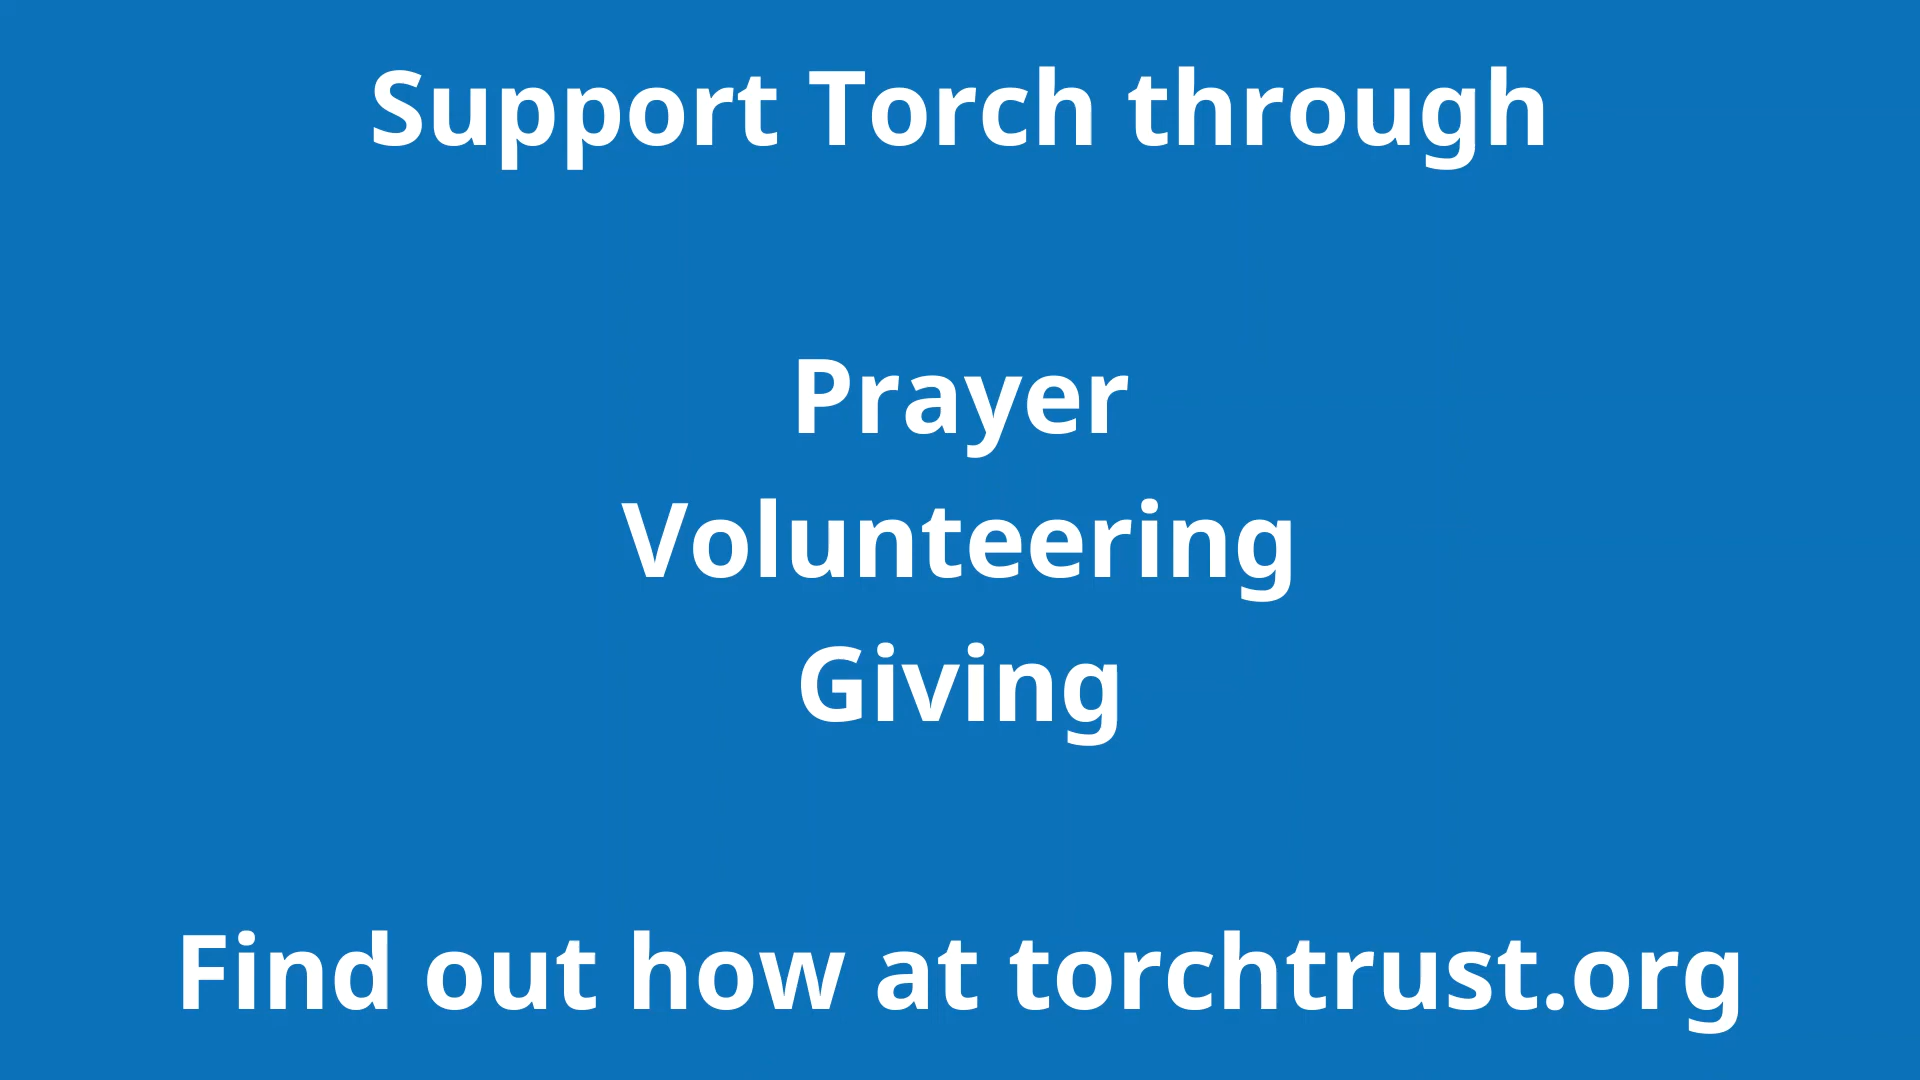 Support Torch through
Prayer
Volunteering
Giving
Find out how at torchtrust.org